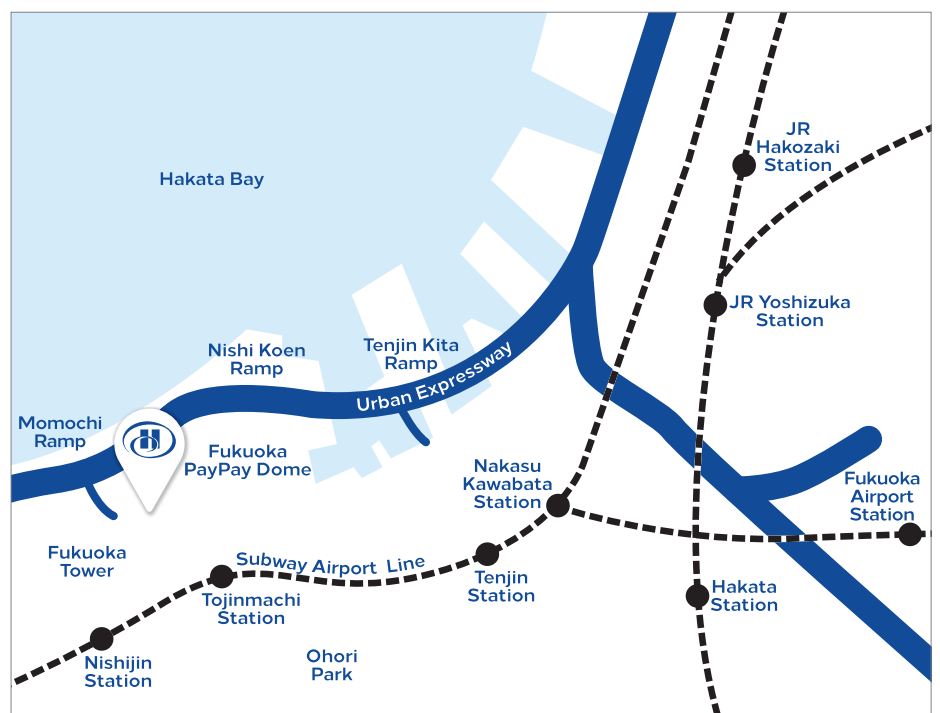 JR
Hakozaki
Station
Hakata Bay
JR Yoshizuka
Station
Nishi Koen
Ramp
Tenjin Kita
Ramp
Urban Expressway
Momochi
Ramp
H
Fukuoka
PayPay Dome
Nakasu
Kawabata
Station
Fukuoka
Airport
Station
Fukuoka
Tower
Subway Airport Line
Tenjin
Station
Tojinmachi
Station
Hakata
Station
Nishijin
Station
Ohori
Park